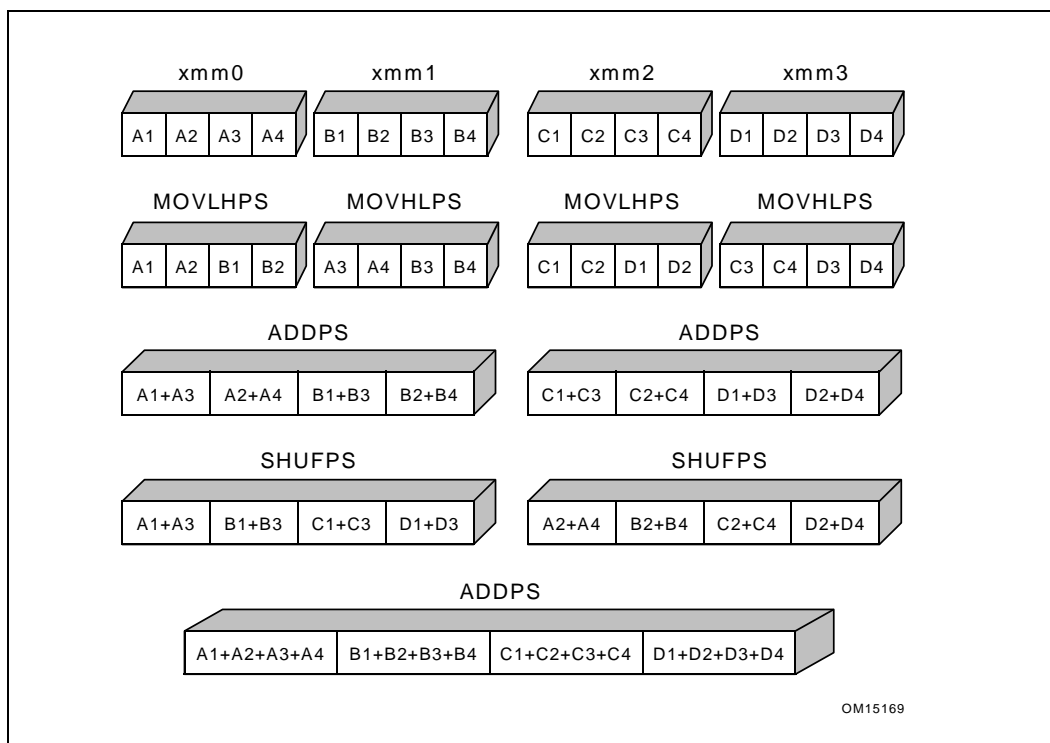 xmm0 xmm1 xmm2 xmm3
A1 A2 A3 A4 B1 B2 B3 B4 C1 C2 C3 C4 D1 D2 D3 D4
MOVLHPS MOVHLPS MOVLHPS MOVHLPS
A1 A2 B1 B2 A3 A4 B3 B4 C1 C2 D1 D2 C3 C4 D3 D4
ADDPS ADDPS
A1+A3 A2+A4 B1+B3 B2+B4 C1+C3 C2+C4 D1+D3 D2+D4
SHUFPS SHUFPS
A1+A3 B1+B3 C1+C3 D1+D3 A2+A4 B2+B4 C2+C4 D2+D4
ADDPS
A1+A2+A3+A4 B1+B2+B3+B4 C1+C2+C3+C4 D1+D2+D3+D4
OM15169